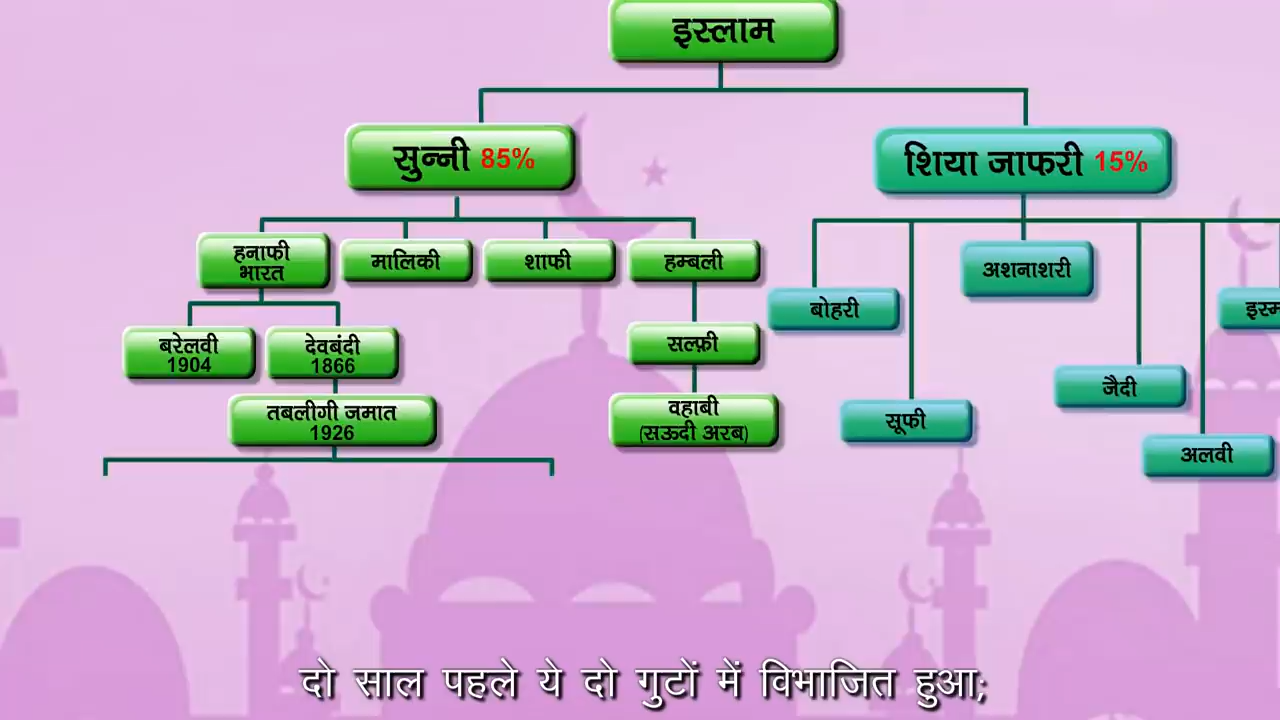 इस्लाम
सुन्नी 85%
शिया जाफरी 15%
हनाफी
भारत
मालिकी
शाफी
हम्बली
अशनाशरी
बोहरी
इस्म
बरेलवी
1904
देवबंदी
1866
सल्फ़ी
जैदी
तबलीगी जमात
1926
वहाबी
(सऊदी अरब)
सूफी
अलवी
दो साल पहले ये दो गुटों में विभाजित हुआ;